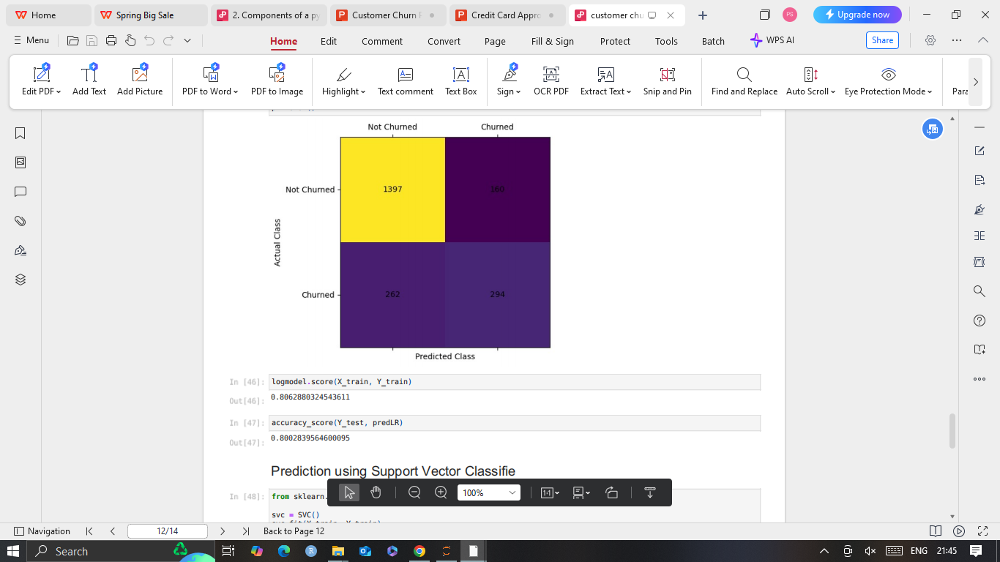 Home
Spring Big Sale
2. Components of a py
Customer Churn
Credit Card Appro
customer chu
PS
Upgrade now
Menu
Home
Edit
Comment
Convert
Page
Fill & Sign
Protect
Tools
Batch
WPS AI
Share
Edit PDF
Add Text
Add Picture
PDF to Word
PDF to Image
Highlight
Text comment
Text Box
Sign
OCR PDF
Extract Text
Snip and Pin
Find and Replace
Auto Scroll
Eye Protection Mode
Para
Not Churned
Churned
Not Churned
1397
160
Actual Class
Churned
262
294
Predicted Class
In [46]:
logmodel.score(X_train, Y_train)
Out[46]:
0.8062880324543611
In [47]:
accuracy_score(Y_test, predLR)
Out[47]:
0.8002839564600095
Prediction using Support Vector Classifie
In [48]:
from sklearn.
svc = SVC()
100%
1:1
Navigation
12/14
Back to Page 12
Search
R
ENG
21:45